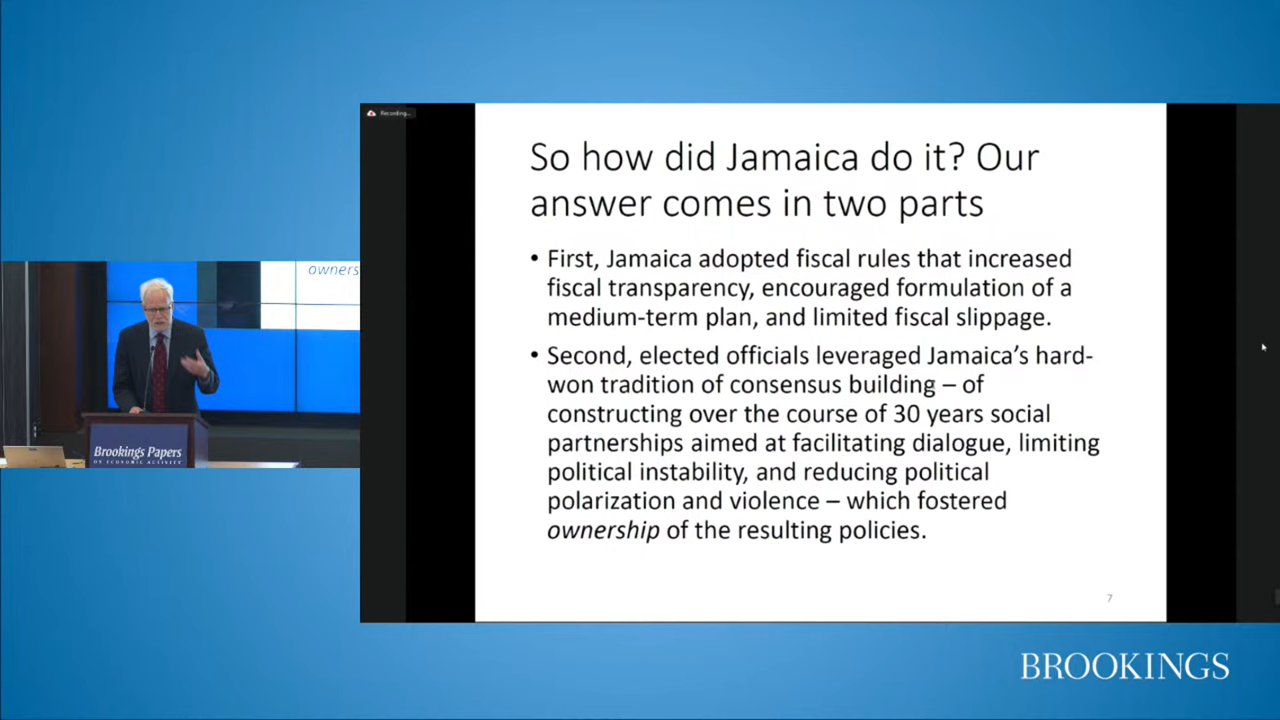 Recording...
So how did Jamaica do it? Our
answer comes in two parts
• First, Jamaica adopted fiscal rules that increased
fiscal transparency, encouraged formulation of a
medium-term plan, and limited fiscal slippage.
• Second, elected officials leveraged Jamaica’s hard-
won tradition of consensus building – of
constructing over the course of 30 years social
partnerships aimed at facilitating dialogue, limiting
political instability, and reducing political
polarization and violence – which fostered
ownership of the resulting policies.
7
owners
Brookings Papers
ON ECONOMIC ACTIVITY
BROOKINGS